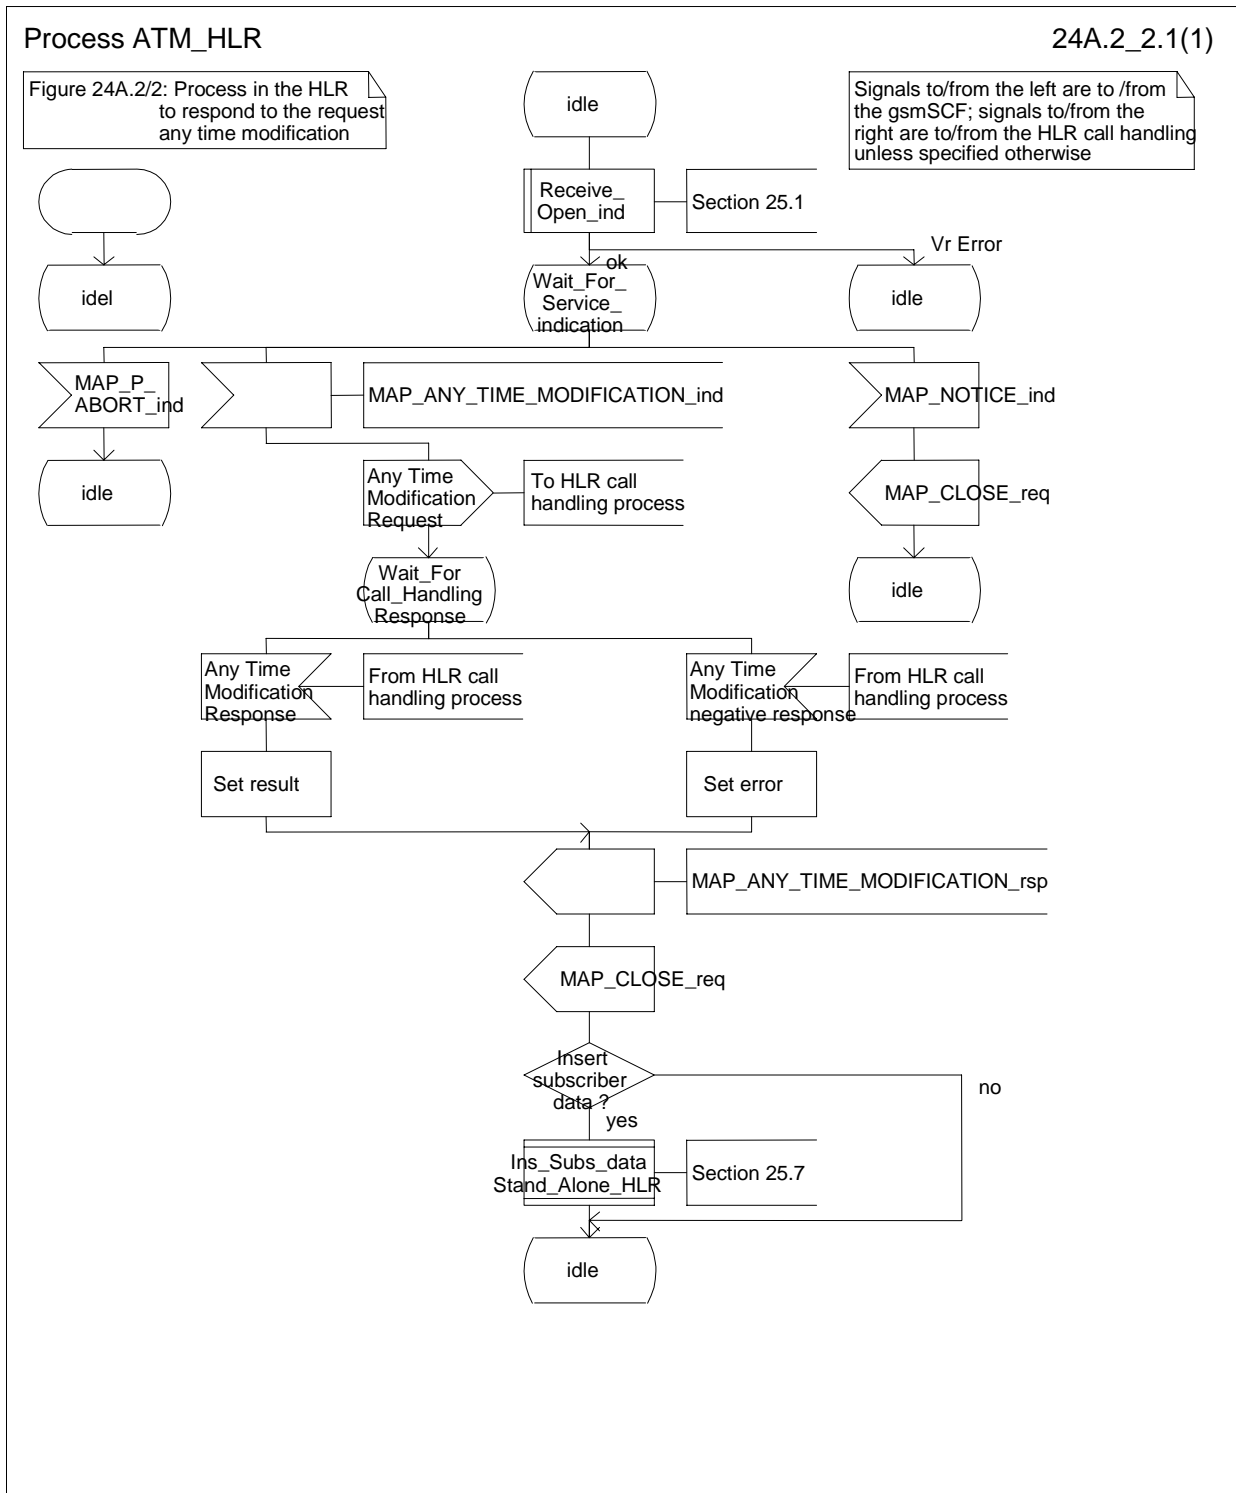 Process ATM_HLR
24A.2_2.1(1)
Figure 24A.2/2: Process in the HLR
to respond to the request
any time modification
idle
Signals to/from the left are to /from
the gsmSCF; signals to/from the
right are to/from the HLR call handling
unless specified otherwise
Receive_
Open_ind
Section 25.1
Vr Error
ok
idel
Wait_For_
Service_
indication
idle
MAP_P_
ABORT_ind
MAP_ANY_TIME_MODIFICATION_ind
MAP_NOTICE_ind
idle
Any Time
Modification
Request
To HLR call
handling process
MAP_CLOSE_req
Wait_For
Call_Handling
Response
idle
Any Time
Modification
Response
From HLR call
handling process
Any Time
Modification
negative response
From HLR call
handling process
Set result
Set error
MAP_ANY_TIME_MODIFICATION_rsp
MAP_CLOSE_req
Insert
subscriber
data ?
no
yes
Ins_Subs_data
Stand_Alone_HLR
Section 25.7
idle